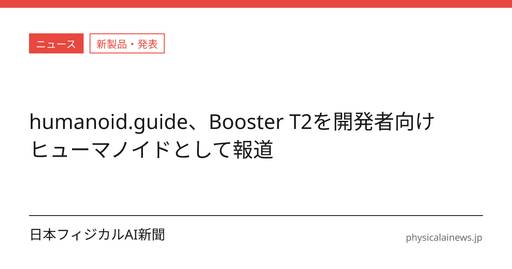 ニュース 新製品・発表
humanoid.guide、Booster T2を開発者向け
ヒューマノイドとして報道
日本フィジカルAI新聞
physicalainews.jp